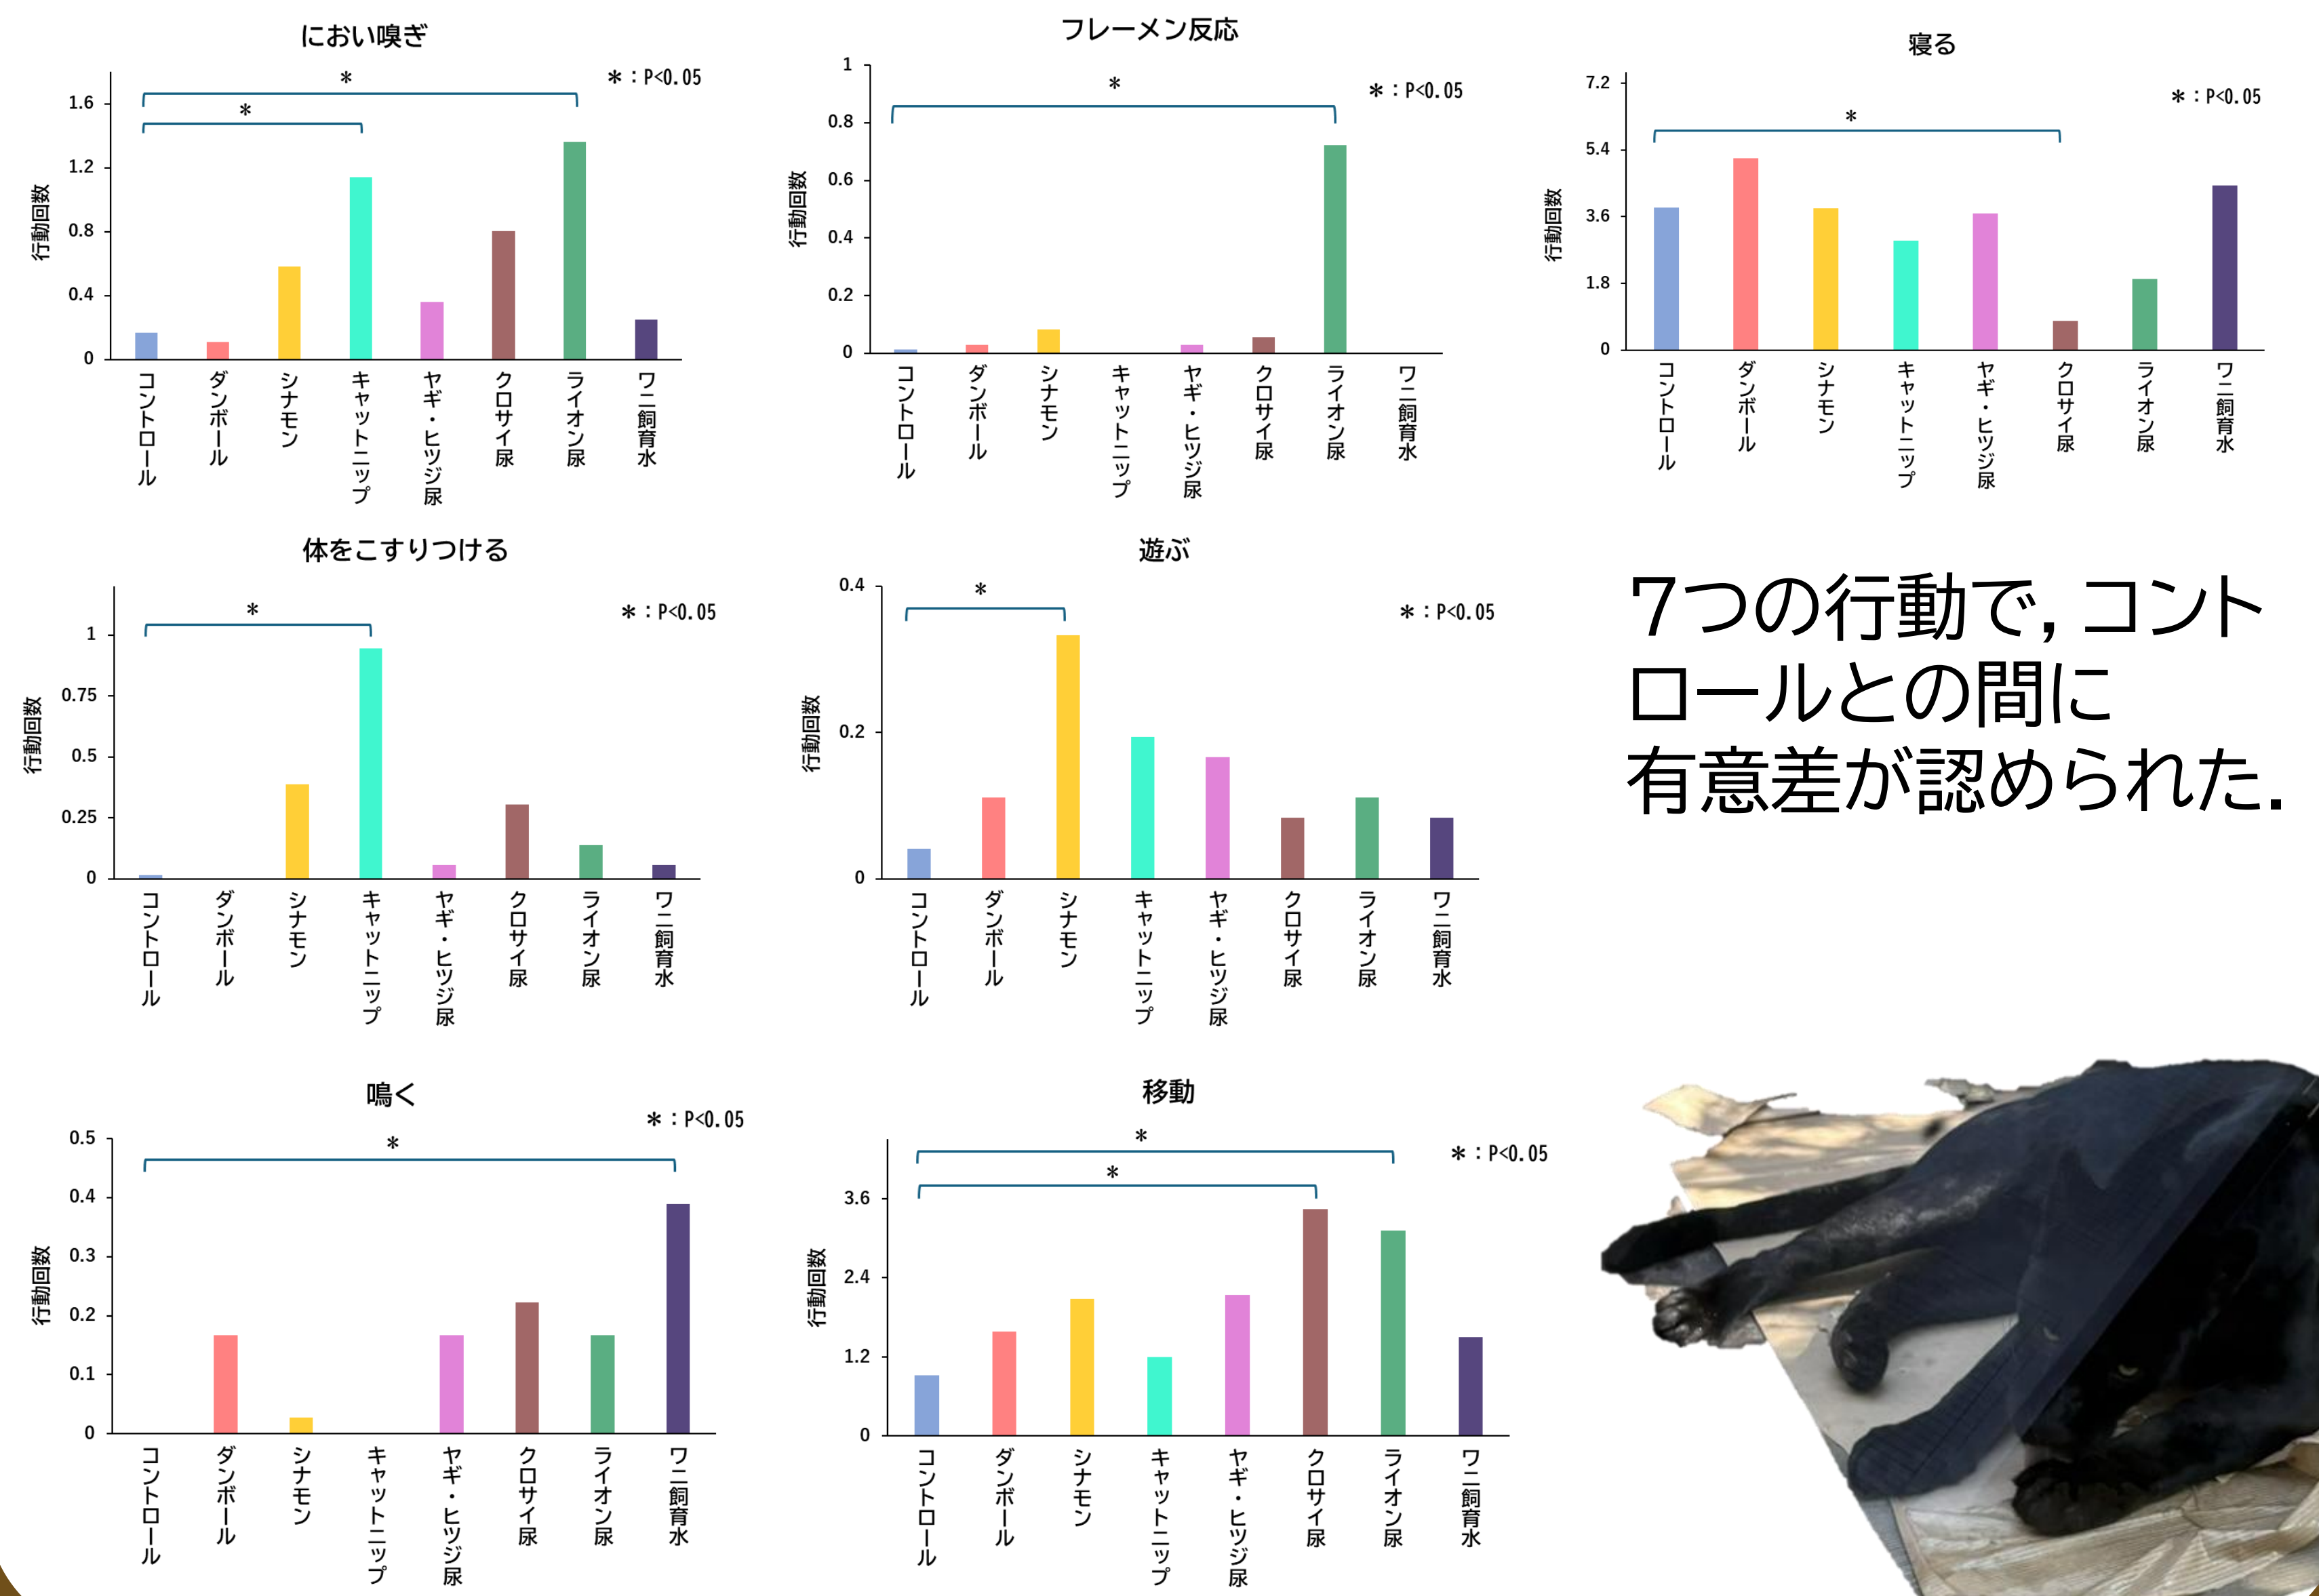 におい嗅ぎ
＊：P<0.05
＊
＊
行動回数
1.6
1.2
0.8
0.4
0
コントロール
ダンボール
シナモン
キャットニップ
ヤギ・ヒツジ尿
クロサイ尿
ライオン尿
ワニ飼育水
フレーメン反応
＊：P<0.05
＊
行動回数
1
0.8
0.6
0.4
0.2
0
コントロール
ダンボール
シナモン
キャットニップ
ヤギ・ヒツジ尿
クロサイ尿
ライオン尿
ワニ飼育水
寝る
＊：P<0.05
＊
行動回数
7.2
5.4
3.6
1.8
0
コントロール
ダンボール
シナモン
キャットニップ
ヤギ・ヒツジ尿
クロサイ尿
ライオン尿
ワニ飼育水
体をこすりつける
＊：P<0.05
＊
行動回数
1
0.75
0.5
0.25
0
コントロール
ダンボール
シナモン
キャットニップ
ヤギ・ヒツジ尿
クロサイ尿
ライオン尿
ワニ飼育水
遊ぶ
＊：P<0.05
＊
行動回数
0.4
0.2
0
コントロール
ダンボール
シナモン
キャットニップ
ヤギ・ヒツジ尿
クロサイ尿
ライオン尿
ワニ飼育水
7つの行動で，コント
ロールとの間に
有意差が認められた．
鳴く
＊：P<0.05
＊
行動回数
0.5
0.4
0.3
0.2
0.1
0
コントロール
ダンボール
シナモン
キャットニップ
ヤギ・ヒツジ尿
クロサイ尿
ライオン尿
ワニ飼育水
移動
＊：P<0.05
＊
＊
行動回数
3.6
2.4
1.2
0
コントロール
ダンボール
シナモン
キャットニップ
ヤギ・ヒツジ尿
クロサイ尿
ライオン尿
ワニ飼育水